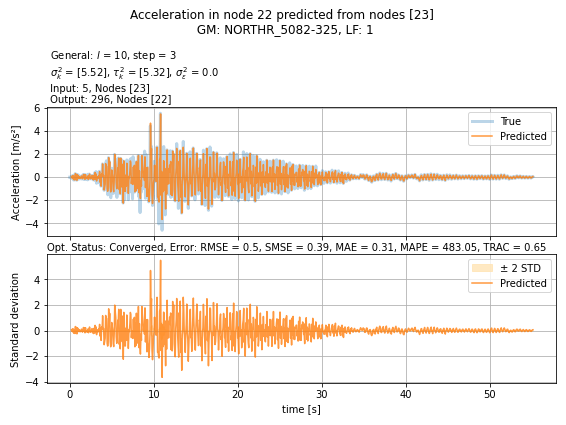 Acceleration in node 22 predicted from nodes [23]
GM: NORTHR_5082-325, LF: 1
General: l = 10, step = 3
σ²ₖ = [5.52], τ²ₖ = [5.32], σ²ε = 0.0
Input: 5, Nodes [23]
Output: 296, Nodes [22]
6
4
2
0
−2
−4
Acceleration [m/s²]
True
Predicted
Opt. Status: Converged, Error: RMSE = 0.5, SMSE = 0.39, MAE = 0.31, MAPE = 483.05, TRAC = 0.65
4
2
0
−2
−4
Standard deviation
± 2 STD
Predicted
0 10 20 30 40 50
time [s]